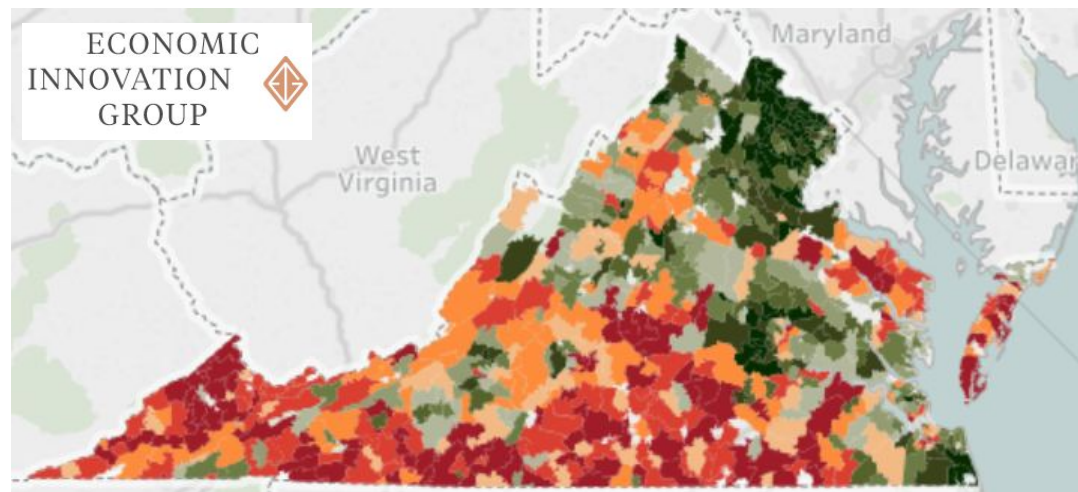 ECONOMIC
INNOVATION
GROUP
Maryland
West
Virginia
Delawar